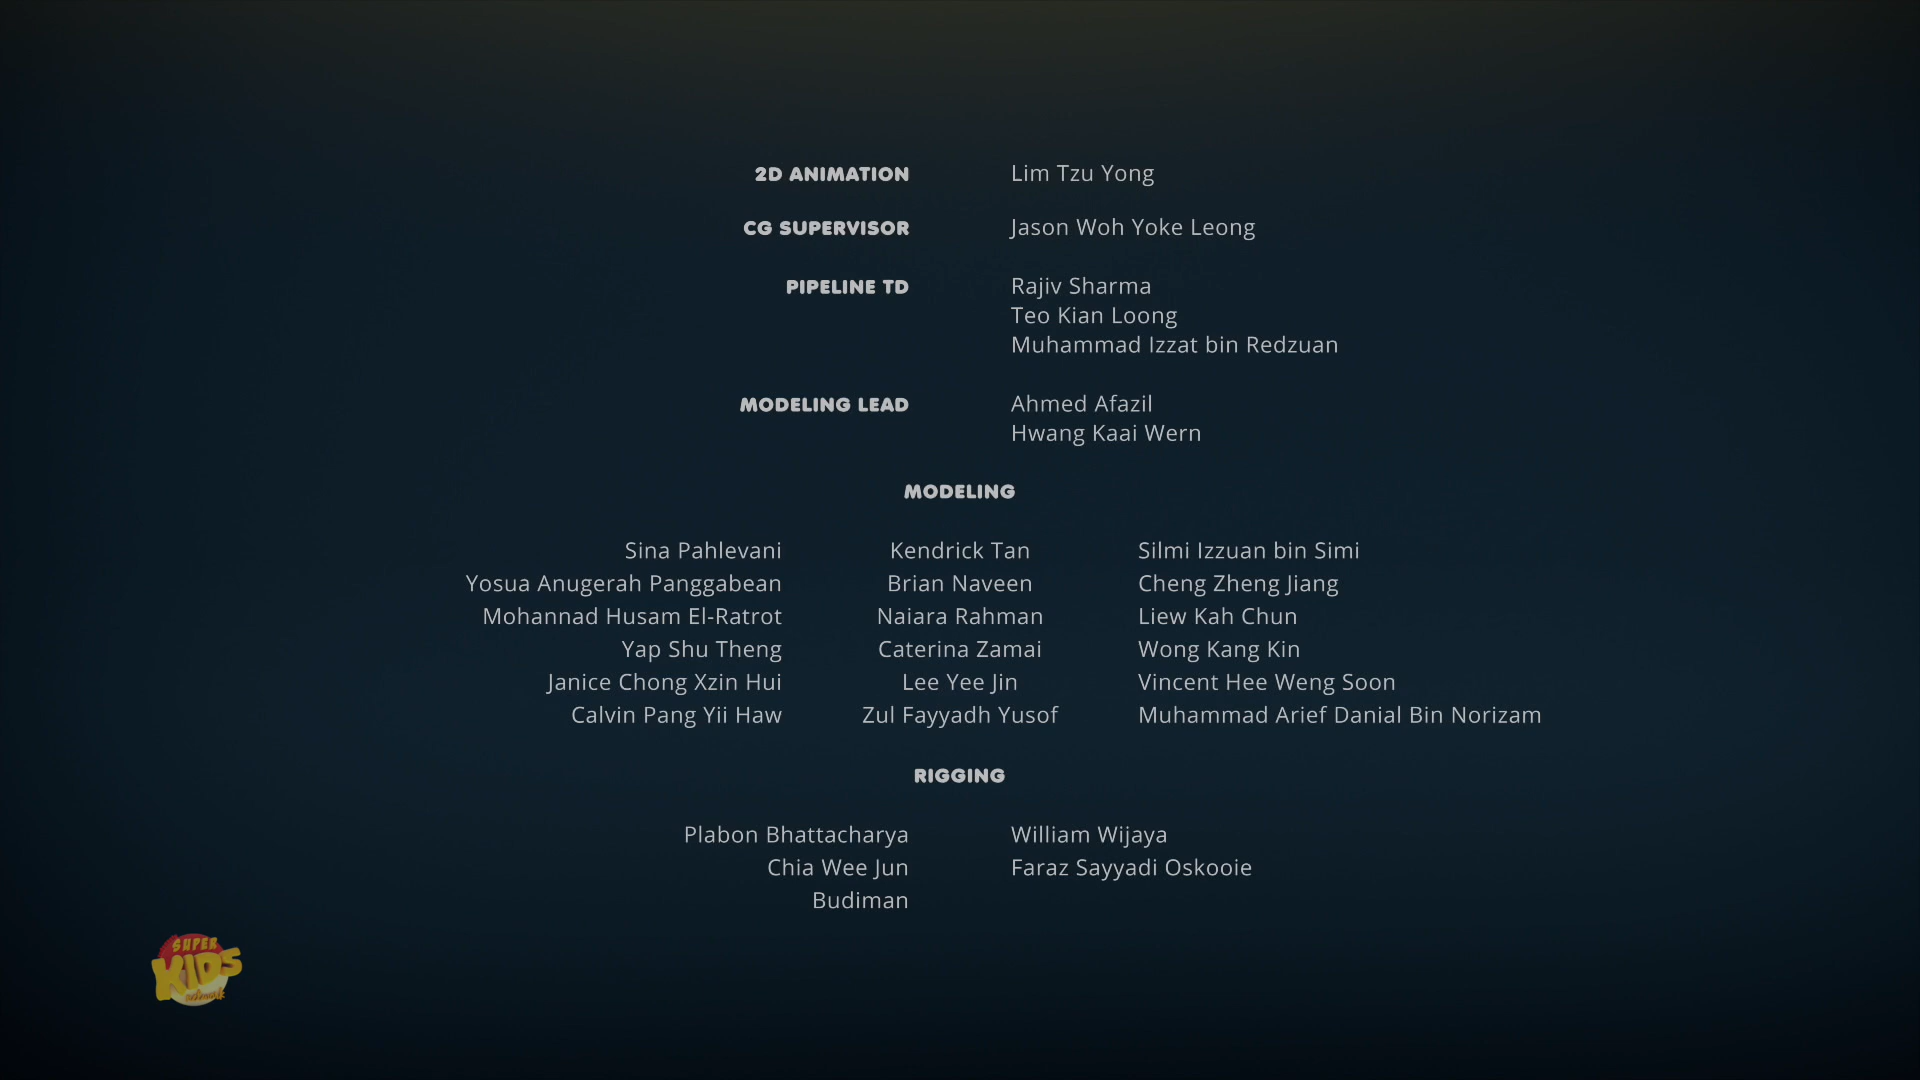 2D ANIMATION Lim Tzu Yong
CG SUPERVISOR Jason Woh Yoke Leong
PIPELINE TD Rajiv Sharma
Teo Kian Loong
Muhammad Izzat bin Redzuan
MODELING LEAD Ahmed Afazil
Hwang Kaai Wern
MODELING
Sina Pahlevani Kendrick Tan Silmi Izzuan bin Simi
Yosua Anugerah Panggabean Brian Naveen Cheng Zheng Jiang
Mohannad Husam El-Ratrot Naiara Rahman Liew Kah Chun
Yap Shu Theng Caterina Zamai Wong Kang Kin
Janice Chong Xzin Hui Lee Yee Jin Vincent Hee Weng Soon
Calvin Pang Yii Haw Zul Fayyadh Yusof Muhammad Arief Danial Bin Norizam
RIGGING
Plabon Bhattacharya William Wijaya
Chia Wee Jun Faraz Sayyadi Oskooie
Budiman
SUPER
KIDS
network